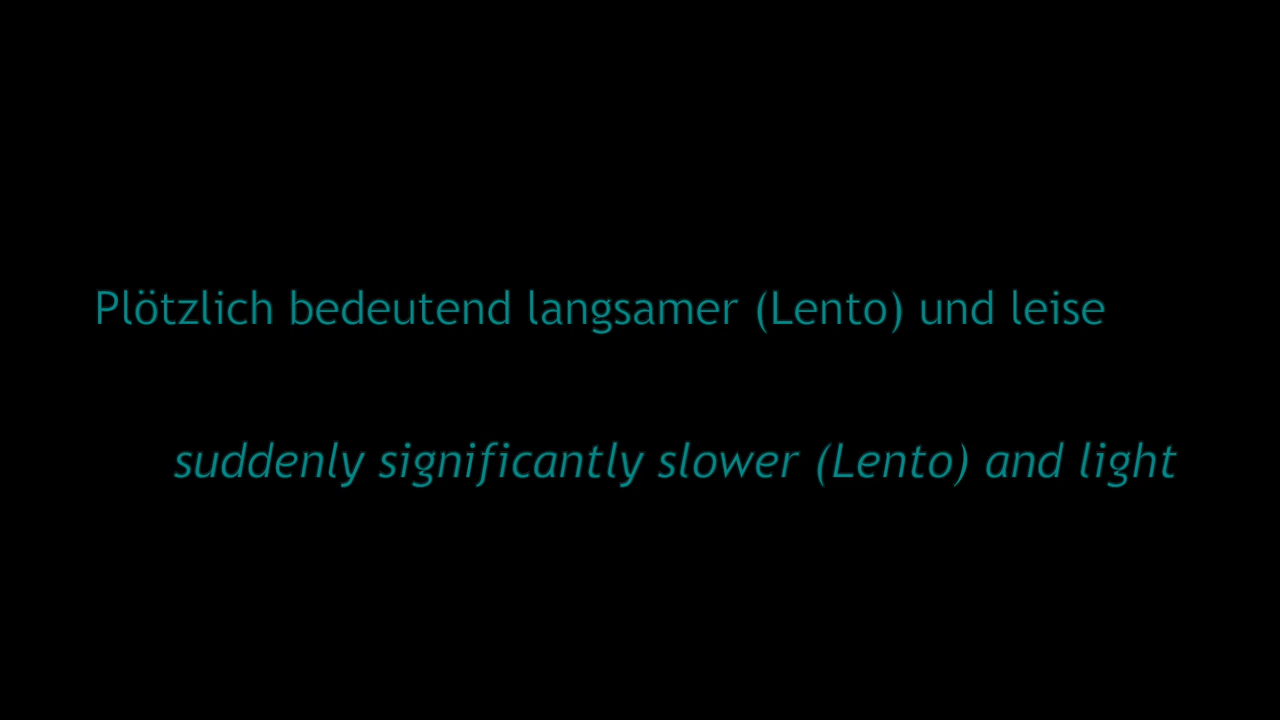 Plötzlich bedeutend langsamer (Lento) und leise
suddenly significantly slower (Lento) and light